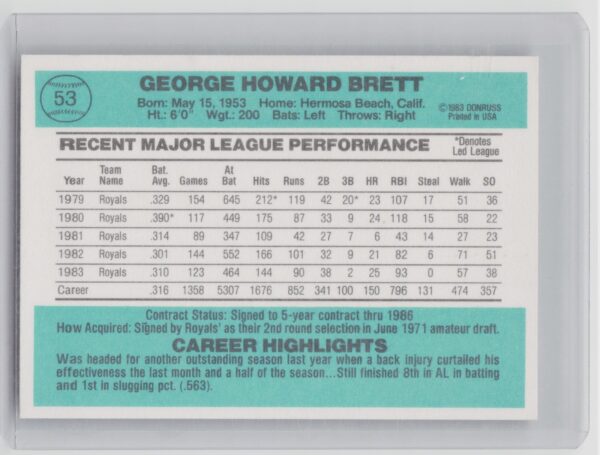 53
GEORGE HOWARD BRETT
Born: May 15, 1953 Home: Hermosa Beach, Calif.
Ht.: 6'0" Wgt.: 200 Bats: Left Throws: Right
©1983 DONRUSS
Printed in USA
RECENT MAJOR LEAGUE PERFORMANCE
*Denotes
Led League
Year Team Name Bat. Avg. Games At Bat Hits Runs 2B 3B HR RBI Steal Walk SO
1979 Royals .329 154 645 212* 119 42 20* 23 107 17 51 36
1980 Royals .390* 117 449 175 87 33 9 24 118 15 58 22
1981 Royals .314 89 347 109 42 27 7 6 43 14 27 23
1982 Royals .301 144 552 166 101 32 9 21 82 6 71 51
1983 Royals .310 123 464 144 90 38 2 25 93 0 57 38
Career .316 1358 5307 1676 852 341 100 150 796 131 474 357
Contract Status: Signed to 5-year contract thru 1986
How Acquired: Signed by Royals' as their 2nd round selection in June 1971 amateur draft.
CAREER HIGHLIGHTS
Was headed for another outstanding season last year when a back injury curtailed his
effectiveness the last month and a half of the season...Still finished 8th in AL in batting
and 1st in slugging pct. (.563).